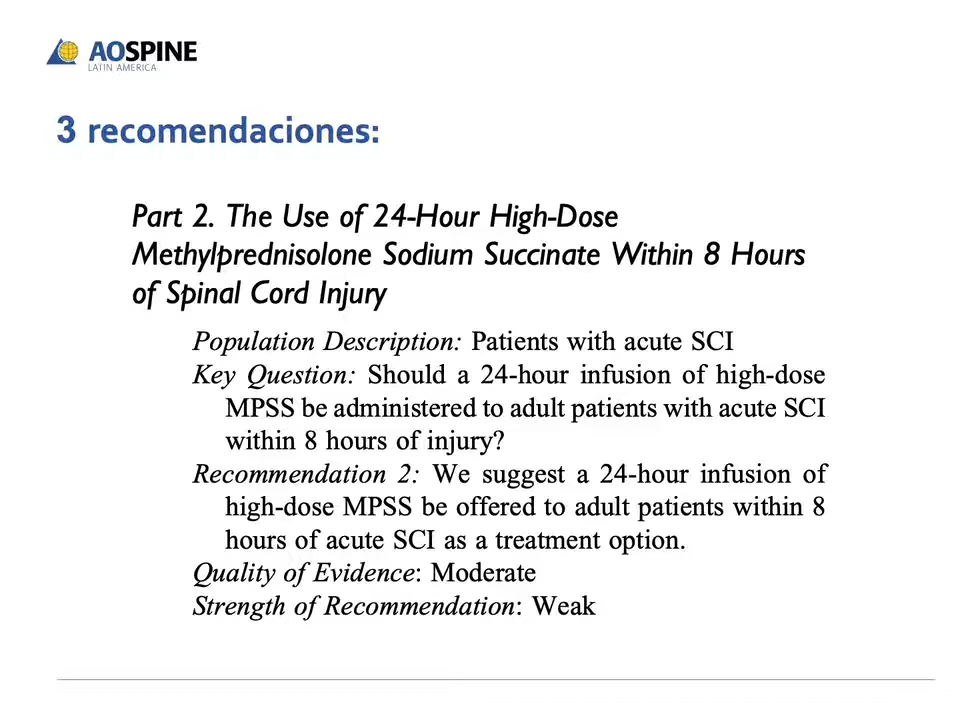 AOSPINE
LATIN AMERICA
3 recomendaciones:
Part 2. The Use of 24-Hour High-Dose
Methylprednisolone Sodium Succinate Within 8 Hours
of Spinal Cord Injury
Population Description: Patients with acute SCI
Key Question: Should a 24-hour infusion of high-dose
MPSS be administered to adult patients with acute SCI
within 8 hours of injury?
Recommendation 2: We suggest a 24-hour infusion of
high-dose MPSS be offered to adult patients within 8
hours of acute SCI as a treatment option.
Quality of Evidence: Moderate
Strength of Recommendation: Weak